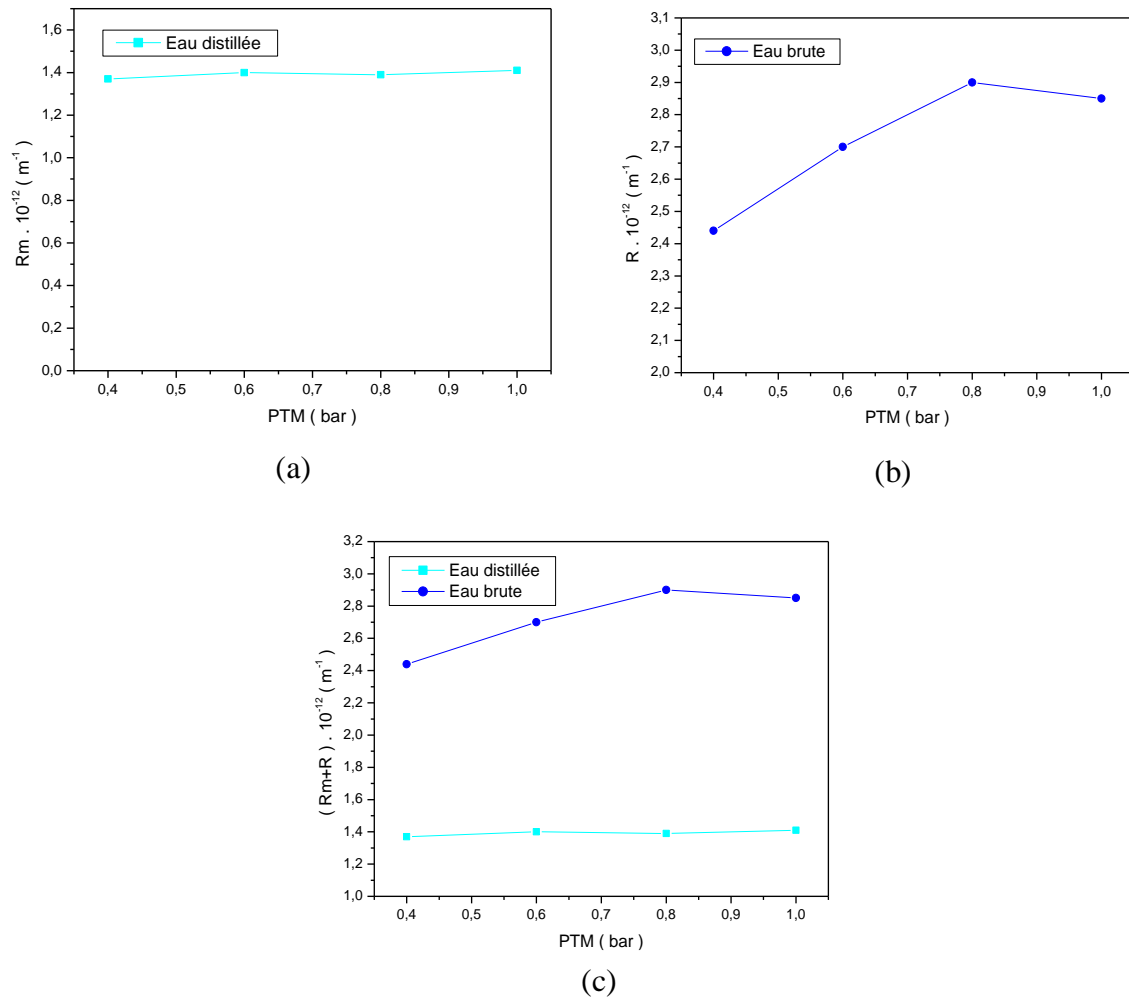 1,6
1,4
1,2
1,0
0,8
0,6
0,4
0,2
0,0
Rm . 10⁻¹² ( m⁻¹ )
Eau distillée
0,4 0,5 0,6 0,7 0,8 0,9 1,0
PTM ( bar )
(a)
3,1
3,0
2,9
2,8
2,7
2,6
2,5
2,4
2,3
2,2
2,1
2,0
R . 10⁻¹² ( m⁻¹ )
Eau brute
0,4 0,5 0,6 0,7 0,8 0,9 1,0
PTM ( bar )
(b)
3,2
3,0
2,8
2,6
2,4
2,2
2,0
1,8
1,6
1,4
1,2
1,0
( Rm+R ) . 10⁻¹² ( m⁻¹ )
Eau distillée
Eau brute
0,4 0,5 0,6 0,7 0,8 0,9 1,0
PTM ( bar )
(c)